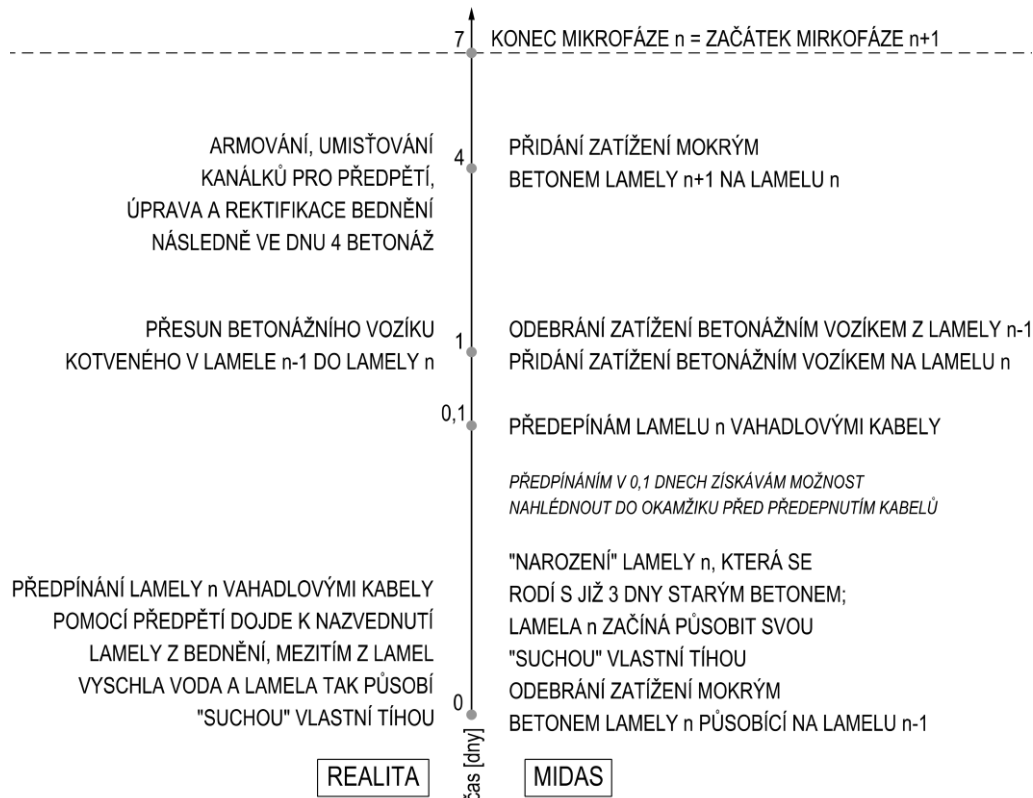 7
KONEC MIKROFÁZE n = ZAČÁTEK MIRKOFÁZE n+1
ARMOVÁNÍ, UMISŤOVÁNÍ
KANÁLKŮ PRO PŘEDPĚTÍ,
ÚPRAVA A REKTIFIKACE BEDNĚNÍ
NÁSLEDNĚ VE DNU 4 BETONÁŽ
4
PŘIDÁNÍ ZATÍŽENÍ MOKRÝM
BETONEM LAMELY n+1 NA LAMELU n
PŘESUN BETONÁŽNÍHO VOZÍKU
KOTVENÉHO V LAMELE n-1 DO LAMELY n
1
ODEBRÁNÍ ZATÍŽENÍ BETONÁŽNÍM VOZÍKEM Z LAMELY n-1
PŘIDÁNÍ ZATÍŽENÍ BETONÁŽNÍM VOZÍKEM NA LAMELU n
0,1
PŘEDEPÍNÁM LAMELU n VAHADLOVÝMI KABELY
PŘEDPÍNÁNÍM V 0,1 DNECH ZÍSKÁVÁM MOŽNOST
NAHLÉDNOUT DO OKAMŽIKU PŘED PŘEDEPNUTÍM KABELŮ
PŘEDPÍNÁNÍ LAMELY n VAHADLOVÝMI KABELY
POMOCÍ PŘEDPĚTÍ DOJDE K NAZVEDNUTÍ
LAMELY Z BEDNĚNÍ, MEZITÍM Z LAMEL
VYSCHLA VODA A LAMELA TAK PŮSOBÍ
"SUCHOU" VLASTNÍ TÍHOU
0
"NAROZENÍ" LAMELY n, KTERÁ SE
RODÍ S JIŽ 3 DNY STARÝM BETONEM;
LAMELA n ZAČÍNÁ PŮSOBIT SVOU
"SUCHOU" VLASTNÍ TÍHOU
ODEBRÁNÍ ZATÍŽENÍ MOKRÝM
BETONEM LAMELY n PŮSOBÍCÍ NA LAMELU n-1
REALITA
čas [dny]
MIDAS